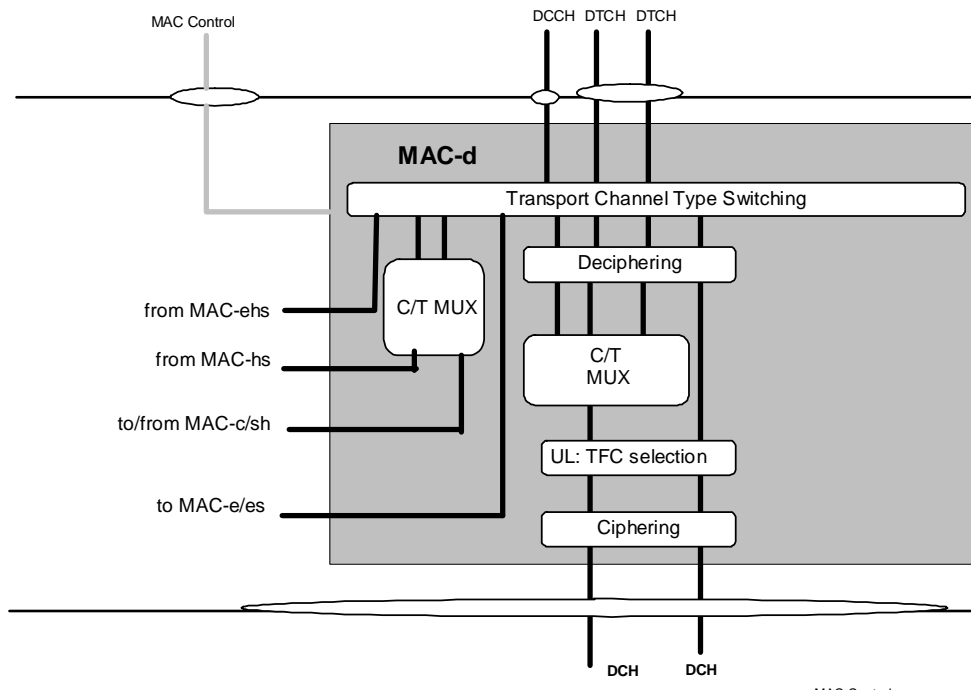 MAC Control
DCCH DTCH DTCH
MAC-d
Transport Channel Type Switching
Deciphering
from MAC-ehs
C/T MUX
from MAC-hs
C/T
MUX
to/from MAC-c/sh
UL: TFC selection
to MAC-e/es
Ciphering
DCH DCH